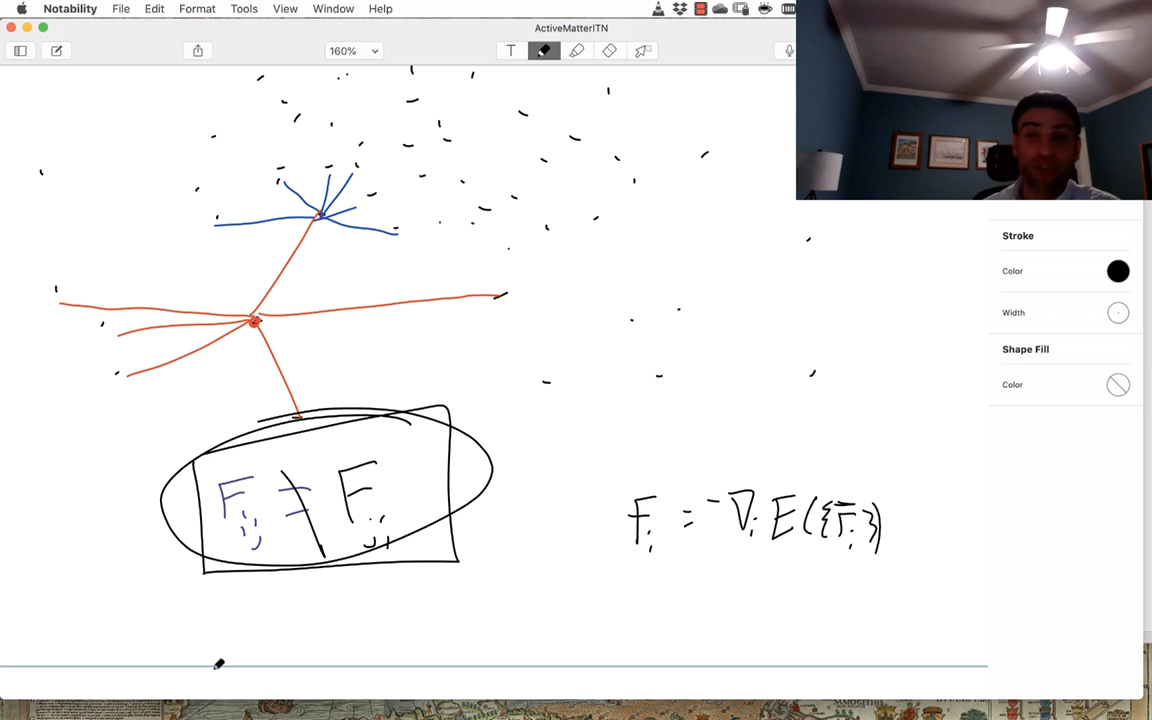 Notability File Edit Format Tools View Window Help
ActiveMatterITN
160%
T
Stroke
Color
Width
Shape Fill
Color
F_ij ≠ F_ji
F_i = -∇_i E({r̄_i})